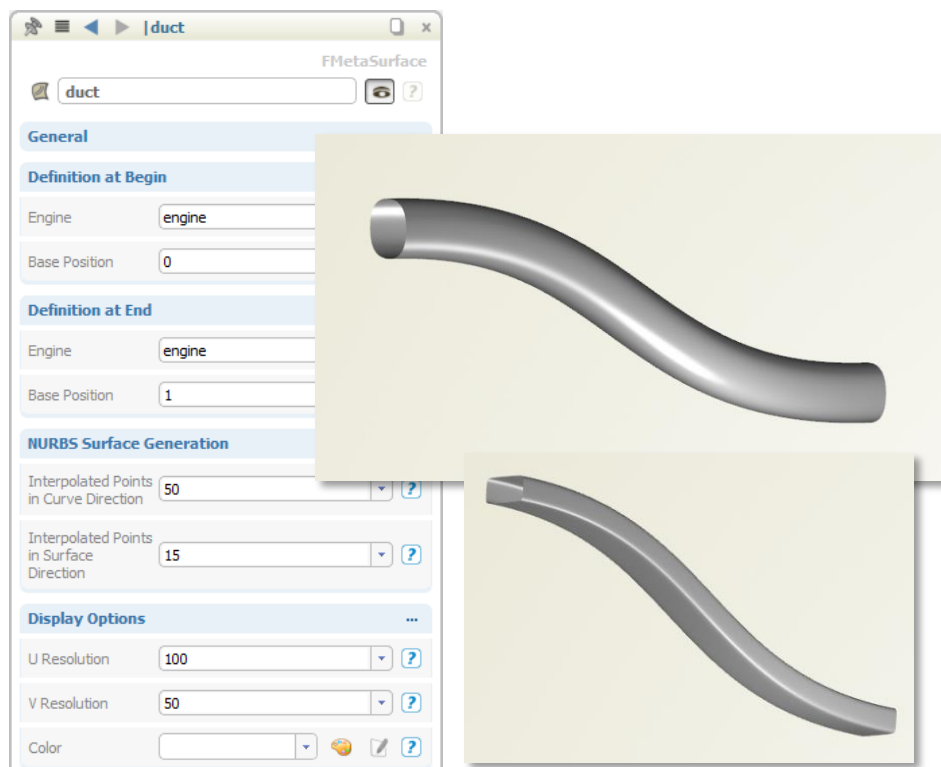 |duct
FMetaSurface
duct
?
General
Definition at Begin
Engine
engine
Base Position
0
Definition at End
Engine
engine
Base Position
1
NURBS Surface Generation
Interpolated Points
in Curve Direction
50
?
Interpolated Points
in Surface
Direction
15
?
Display Options
...
U Resolution
100
?
V Resolution
50
?
Color
?